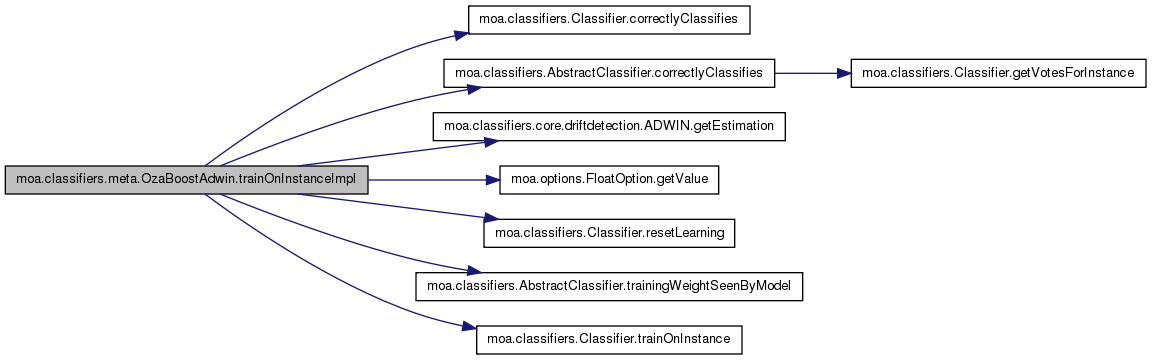 moa.classifiers.Classifier.correctlyClassifies
moa.classifiers.AbstractClassifier.correctlyClassifies
moa.classifiers.Classifier.getVotesForInstance
moa.classifiers.core.driftdetection.ADWIN.getEstimation
moa.classifiers.meta.OzaBoostAdwin.trainOnInstanceImpl
moa.options.FloatOption.getValue
moa.classifiers.Classifier.resetLearning
moa.classifiers.AbstractClassifier.trainingWeightSeenByModel
moa.classifiers.Classifier.trainOnInstance